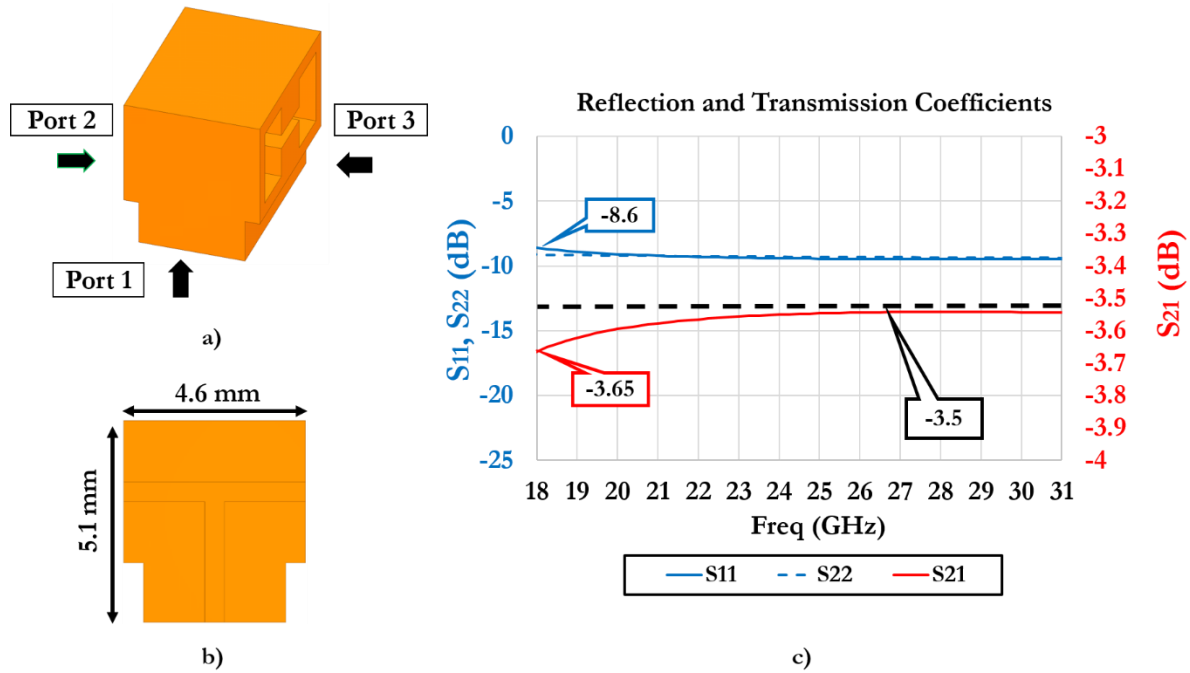 Port 2
Port 3
Port 1
a)
4.6 mm
5.1 mm
b)
Reflection and Transmission Coefficients
S11, S22 (dB)
0
-5
-10
-15
-20
-25
-8.6
-3.65
-3.5
-3
-3.1
-3.2
-3.3
-3.4
-3.5
-3.6
-3.7
-3.8
-3.9
-4
S21 (dB)
18 19 20 21 22 23 24 25 26 27 28 29 30 31
Freq (GHz)
S11 S22 S21
c)